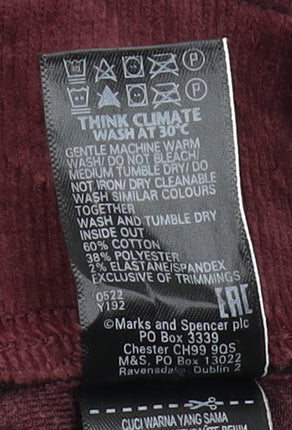 THINK CLIMATE
WASH AT 30°C
GENTLE MACHINE WARM
WASH/ DO NOT BLEACH/
MEDIUM TUMBLE DRY/ DO
NOT IRON/ DRY CLEANABLE
WASH SIMILAR COLOURS
TOGETHER
WASH AND TUMBLE DRY
INSIDE OUT
60% COTTON
38% POLYESTER
2% ELASTANE/SPANDEX
EXCLUSIVE OF TRIMMINGS
0522
Y192
EAC
©Marks and Spencer plc
PO Box 3339
Chester CH99 9QS
M&S, PO Box 13022
Ravensdale, Dublin 2
CUCI WARNA YANG SAMA